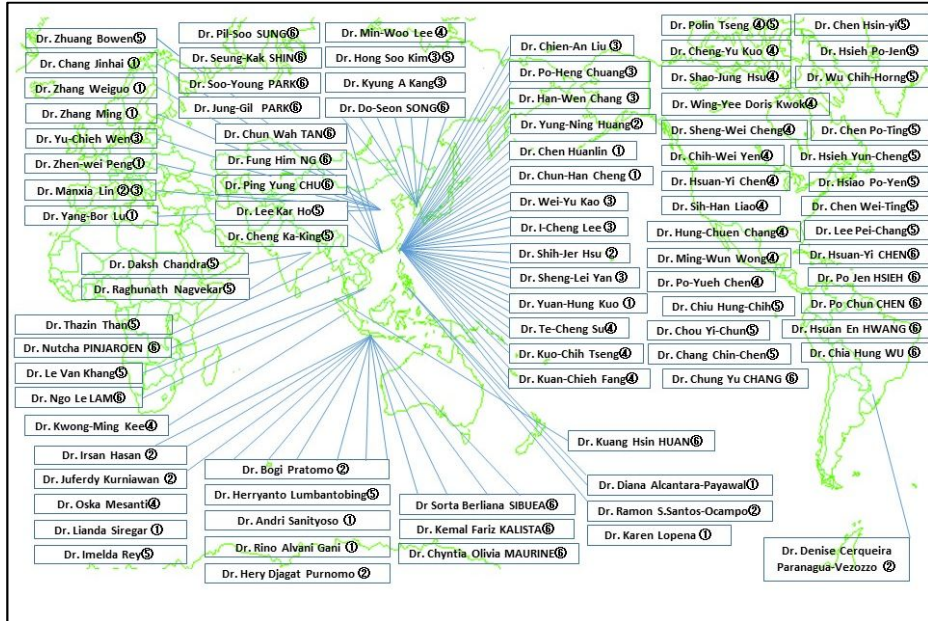 Dr. Zhuang Bowen⑤
Dr. Chang Jinhai①
Dr. Zhang Weiguo①
Dr. Zhang Ming ①
Dr. Yu-Chieh Wen③
Dr. Zhen-wei Peng①
Dr. Manxia Lin②③
Dr. Yang-Bor Lu①
Dr. Pil-Soo SUNG⑥
Dr. Seung-Kak SHIN⑥
Dr. Soo-Young PARK⑥
Dr. Jung-Gil PARK⑥
Dr. Min-Woo Lee④
Dr. Hong Soo Kim③⑤
Dr. Kyung A Kang③
Dr. Do-Seon SONG⑥
Dr. Chun Wah TAN⑥
Dr. Fung Him NG⑥
Dr. Ping Yung CHU⑥
Dr. Lee Kar Ho⑤
Dr. Cheng Ka-King⑤
Dr. Daksh Chandra⑤
Dr. Raghunath Nagvekar⑤
Dr. Thazin Than⑤
Dr. Nutcha PINJAROEN ⑥
Dr. Le Van Khang⑤
Dr. Ngo Le LAM⑥
Dr. Kwong-Ming Kee④
Dr. Irsan Hasan ②
Dr. Juferdy Kurniawan ②
Dr. Oska Mesanti④
Dr. Lianda Siregar ①
Dr. Imelda Rey⑤
Dr. Bogi Pratomo ②
Dr. Herryanto Lumbantobing⑤
Dr. Andri Sanityoso ①
Dr. Rino Alvani Gani ①
Dr. Hery Djagat Purnomo ②
Dr Sorta Berliana SIBUEA⑥
Dr. Kemal Fariz KALISTA⑥
Dr. Chyntia Olivia MAURINE⑥
Dr. Chien-An Liu ③
Dr. Po-Heng Chuang③
Dr. Han-Wen Chang ③
Dr. Yung-Ning Huang②
Dr. Chen Huanlin ①
Dr. Chun-Han Cheng ①
Dr. Wei-Yu Kao ③
Dr. I-Cheng Lee③
Dr. Shih-Jer Hsu ②
Dr. Sheng-Lei Yan ③
Dr. Yuan-Hung Kuo ①
Dr. Te-Cheng Su④
Dr. Kuo-Chih Tseng④
Dr. Kuan-Chieh Fang④
Dr. Polin Tseng ④⑤
Dr. Cheng-Yu Kuo ④
Dr. Shao-Jung Hsu④
Dr. Wing-Yee Doris Kwok④
Dr. Sheng-Wei Cheng④
Dr. Chih-Wei Yen④
Dr. Hsuan-Yi Chen④
Dr. Sih-Han Liao④
Dr. Hung-Chuen Chang④
Dr. Ming-Wun Wong④
Dr. Po-Yueh Chen④
Dr. Chiu Hung-Chih⑤
Dr. Chou Yi-Chun⑤
Dr. Chang Chin-Chen⑤
Dr. Chung Yu CHANG ⑥
Dr. Chen Hsin-yi⑤
Dr. Hsieh Po-Jen⑤
Dr. Wu Chih-Horng⑤
Dr. Chen Po-Ting⑤
Dr. Hsieh Yun-Cheng⑤
Dr. Hsiao Po-Yen⑤
Dr. Chen Wei-Ting⑤
Dr. Lee Pei-Chang⑤
Dr. Hsuan-Yi CHEN⑥
Dr. Po Jen HSIEH ⑥
Dr. Po Chun CHEN ⑥
Dr. Hsuan En HWANG ⑥
Dr. Chia Hung WU ⑥
Dr. Kuang Hsin HUAN⑥
Dr. Diana Alcantara-Payawal①
Dr. Ramon S.Santos-Ocampo②
Dr. Karen Lopena ①
Dr. Denise Cerqueira
Paranagua-Vezozzo ②